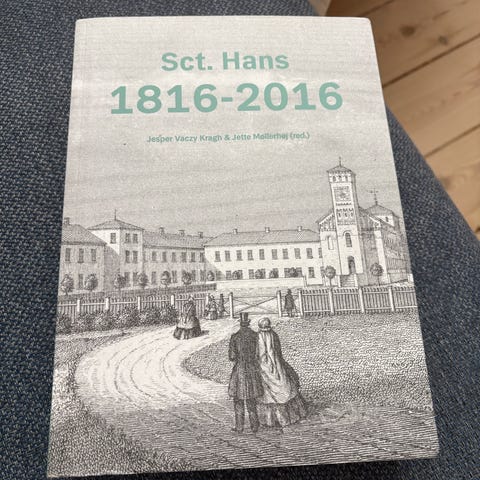 Sct. Hans
1816-2016
Jesper Vaczy Kragh & Jette Møllerhøj (red.)